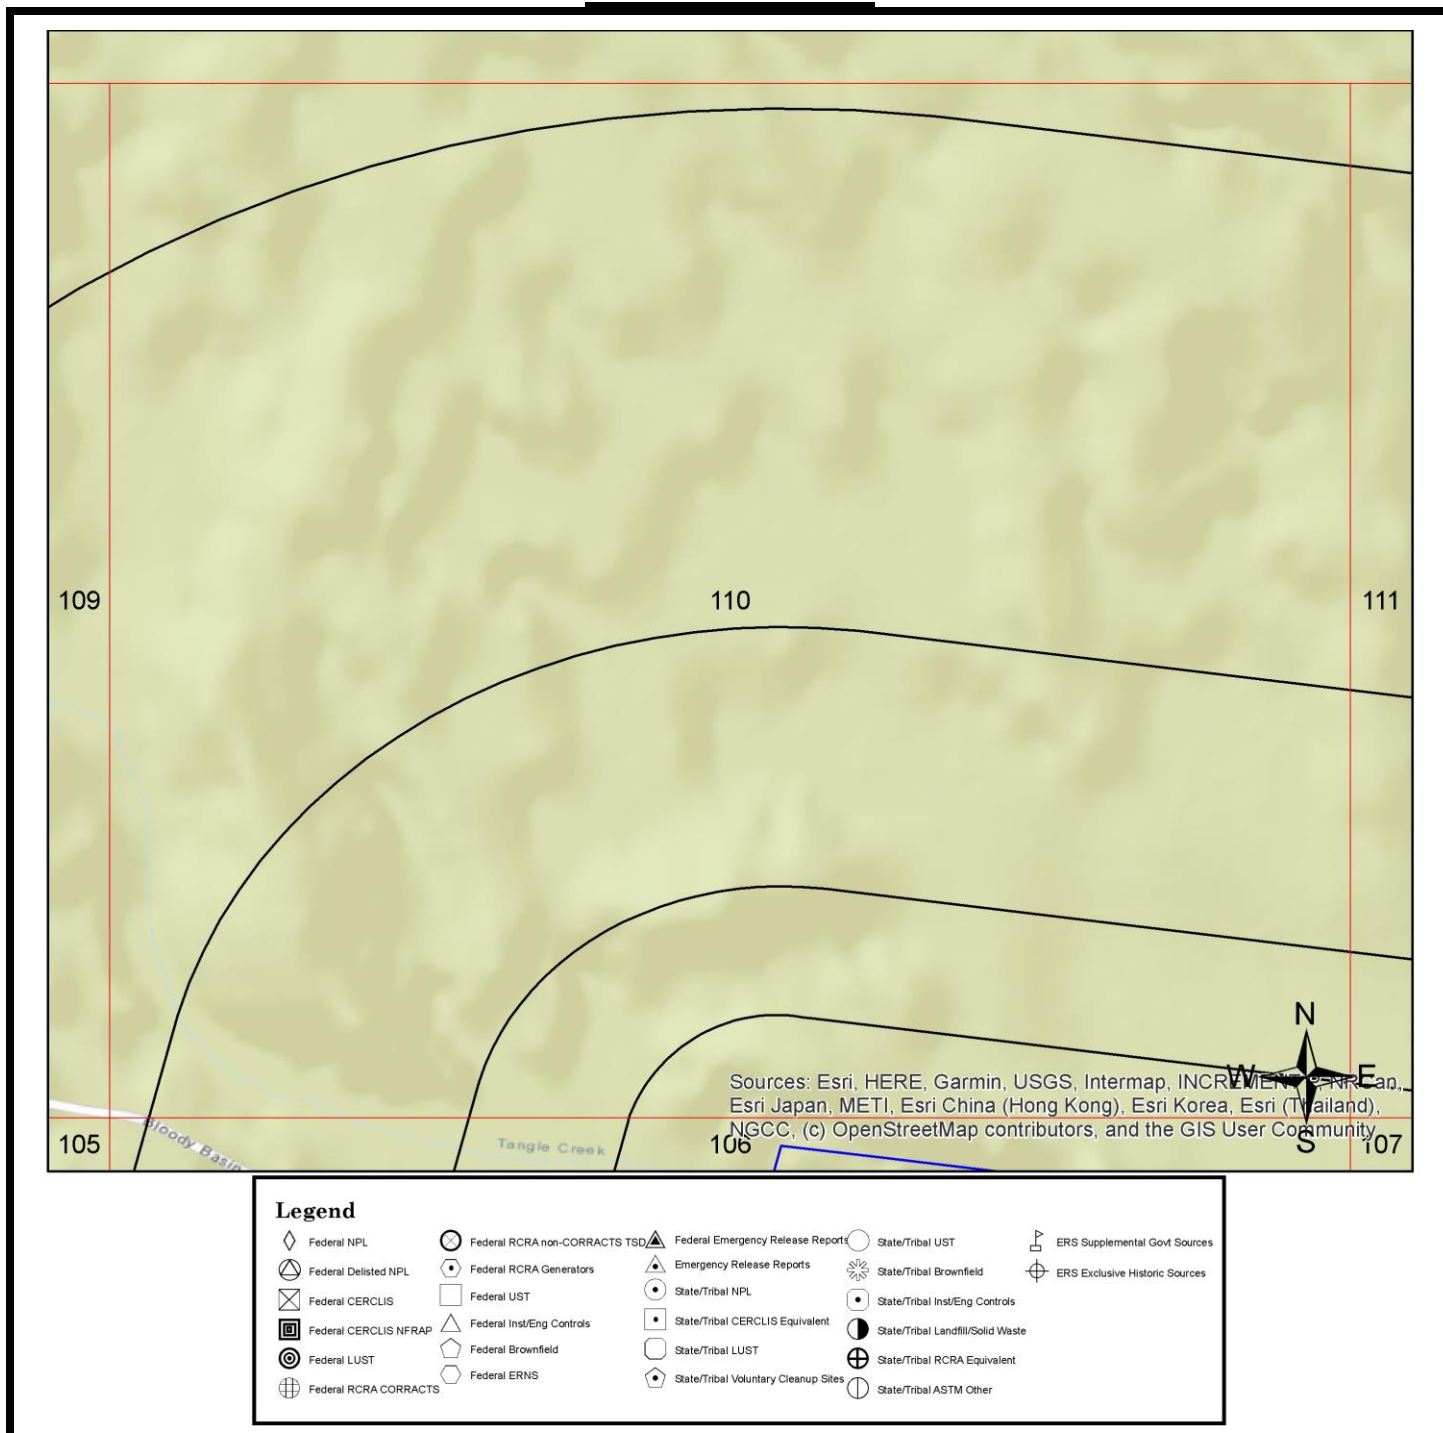 109
110
111
N
W
E
Sources: Esri, HERE, Garmin, USGS, Intermap, INCREMENT P, NRCan,
Esri Japan, METI, Esri China (Hong Kong), Esri Korea, Esri (Thailand),
NGCC, (c) OpenStreetMap contributors, and the GIS User Community
S
105
Bloody Basin
Tangle Creek
106
107
Legend
Federal NPL
Federal Delisted NPL
Federal CERCLIS
Federal CERCLIS NFRAP
Federal LUST
Federal RCRA CORRACTS
Federal RCRA non-CORRACTS TSD
Federal RCRA Generators
Federal UST
Federal Inst/Eng Controls
Federal Brownfield
Federal ERNS
Federal Emergency Release Reports
Emergency Release Reports
State/Tribal NPL
State/Tribal CERCLIS Equivalent
State/Tribal LUST
State/Tribal Voluntary Cleanup Sites
State/Tribal UST
State/Tribal Brownfield
State/Tribal Inst/Eng Controls
State/Tribal Landfill/Solid Waste
State/Tribal RCRA Equivalent
State/Tribal ASTM Other
ERS Supplemental Govt Sources
ERS Exclusive Historic Sources